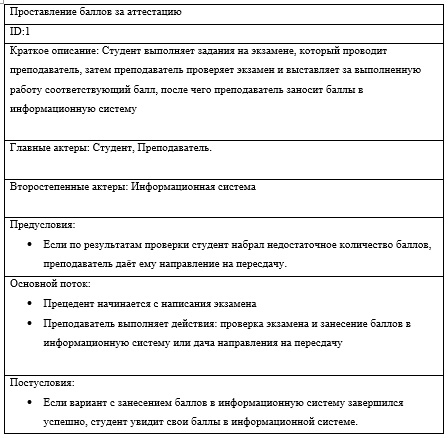 Проставление баллов за аттестацию
ID:1
Краткое описание: Студент выполняет задания на экзамене, который проводит
преподаватель, затем преподаватель проверяет экзамен и выставляет за выполненную
работу соответствующий балл, после чего преподаватель заносит баллы в
информационную систему
Главные актеры: Студент, Преподаватель.
Второстепенные актеры: Информационная система
Предусловия:
• Если по результатам проверки студент набрал недостаточное количество баллов,
преподаватель даёт ему направление на пересдачу.
Основной поток:
• Прецедент начинается с написания экзамена
• Преподаватель выполняет действия: проверка экзамена и занесение баллов в
информационную систему или дача направления на пересдачу
Постусловия:
• Если вариант с занесением баллов в информационную систему завершился
успешно, студент увидит свои баллы в информационной системе.